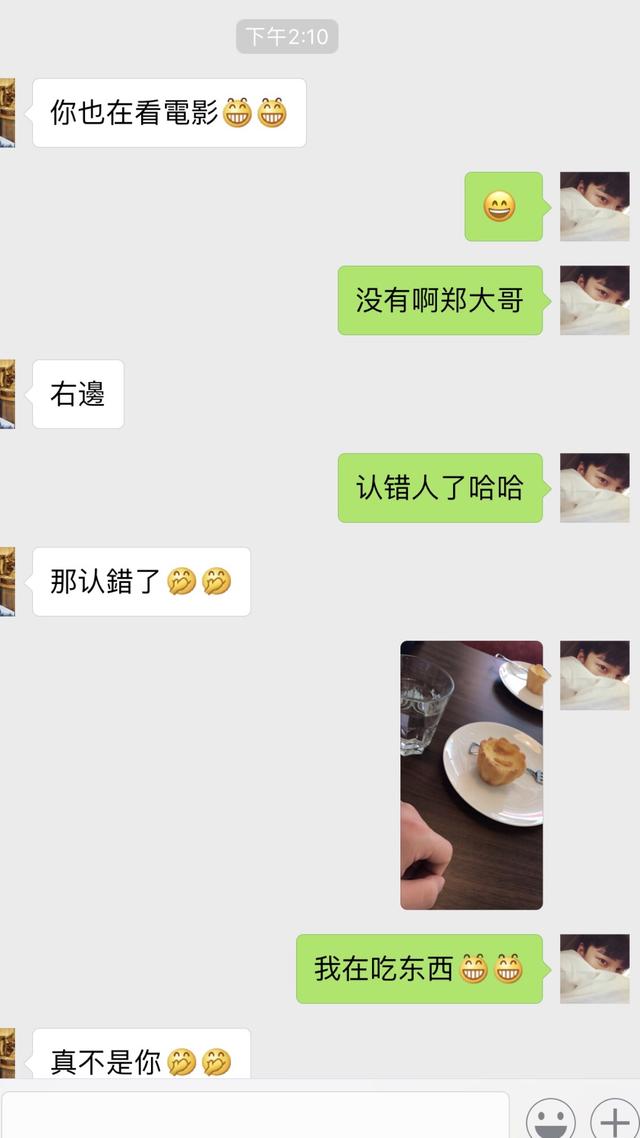 下午2:10
你也在看電影😁😁
😄
没有啊郑大哥
右邊
认错人了哈哈
那认錯了🤭🤭
我在吃东西😁😁
真不是你🤭🤭